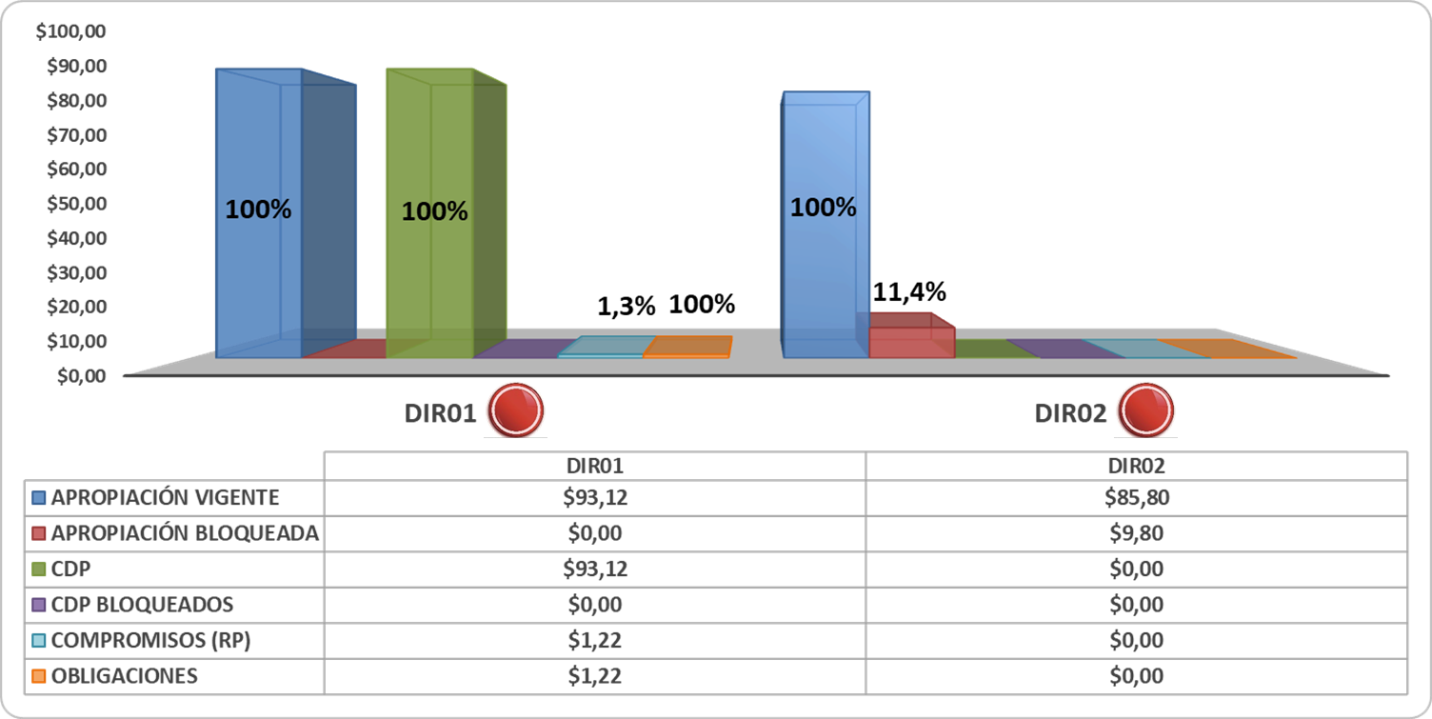 $100,00
$90,00
$80,00
$70,00
$60,00
$50,00
$40,00
$30,00
$20,00
$10,00
$0,00
100%
100%
1,3%
100%
100%
11,4%
DIR01
DIR02
DIR01 DIR02
APROPIACIÓN VIGENTE $93,12 $85,80
APROPIACIÓN BLOQUEADA $0,00 $9,80
CDP $93,12 $0,00
CDP BLOQUEADOS $0,00 $0,00
COMPROMISOS (RP) $1,22 $0,00
OBLIGACIONES $1,22 $0,00